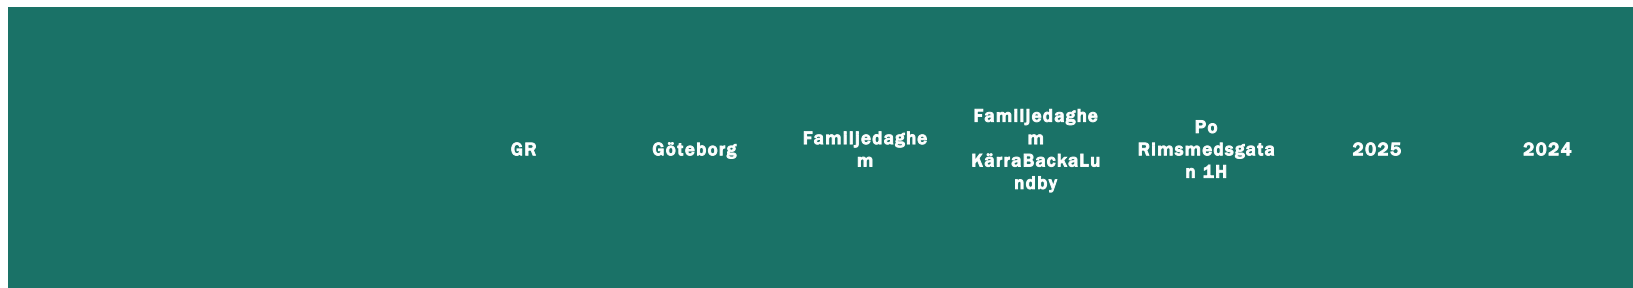 GR
Göteborg
Familjedaghe
m
Familjedaghe
m
KärraBackaLu
ndby
Po
Rimsmedsgata
n 1H
2025
2024